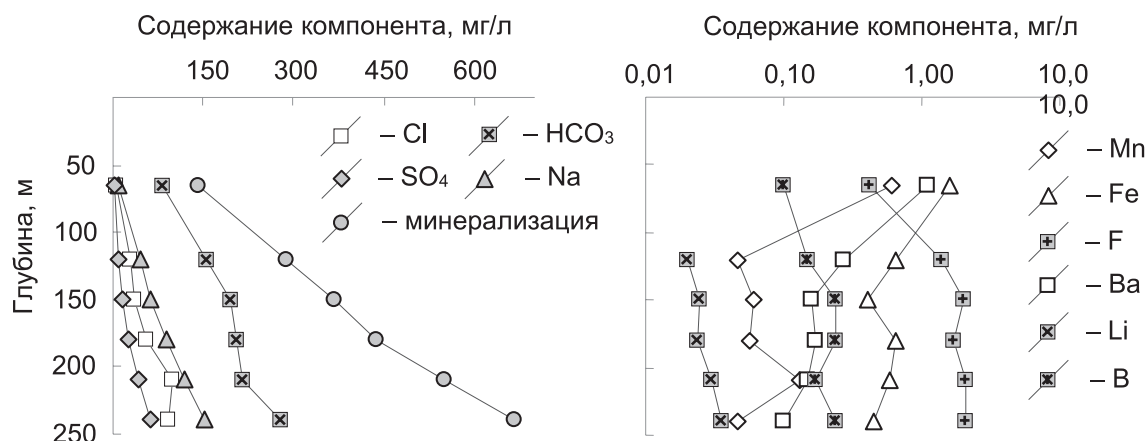 Содержание компонента, мг/л
150 300 450 600
– Cl – HCO₃
– SO₄ – Na
– минерализация
Глубина, м
50
100
150
200
250
Содержание компонента, мг/л
0,01 0,10 1,00 10,0
10,0
– Mn
– Fe
– F
– Ba
– Li
– B